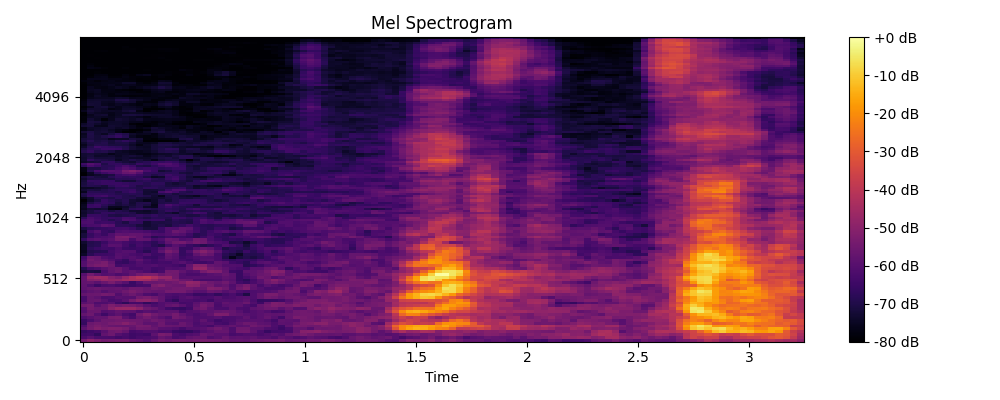 Mel Spectrogram
+0 dB
-10 dB
-20 dB
-30 dB
-40 dB
-50 dB
-60 dB
-70 dB
-80 dB
4096
2048
1024
512
0
Hz
0
0.5
1
1.5
2
2.5
3
Time